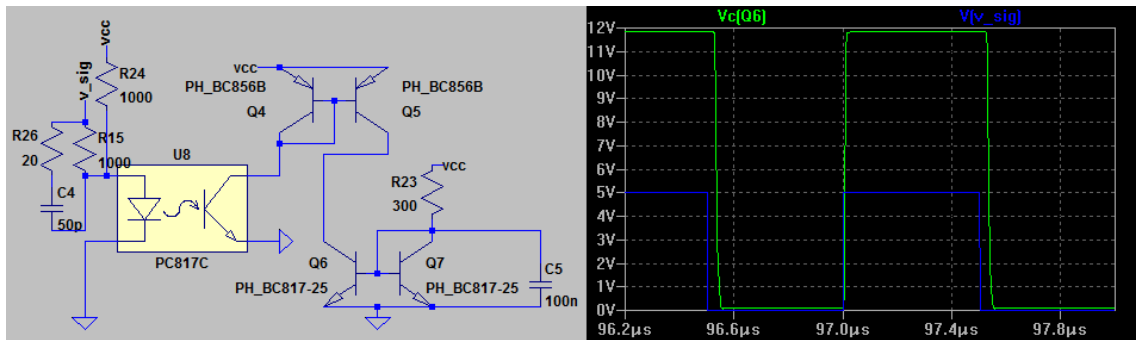 vcc
v_sig
R24
1000
R26
20
R15
1000
C4
50p
U8
PC817C
vcc
PH_BC856B
Q4
PH_BC856B
Q5
R23
300
vcc
Q6
PH_BC817-25
Q7
PH_BC817-25
C5
100n
Vc(Q6) V(v_sig)
12V
11V
10V
9V
8V
7V
6V
5V
4V
3V
2V
1V
0V
96.2µs 96.6µs 97.0µs 97.4µs 97.8µs